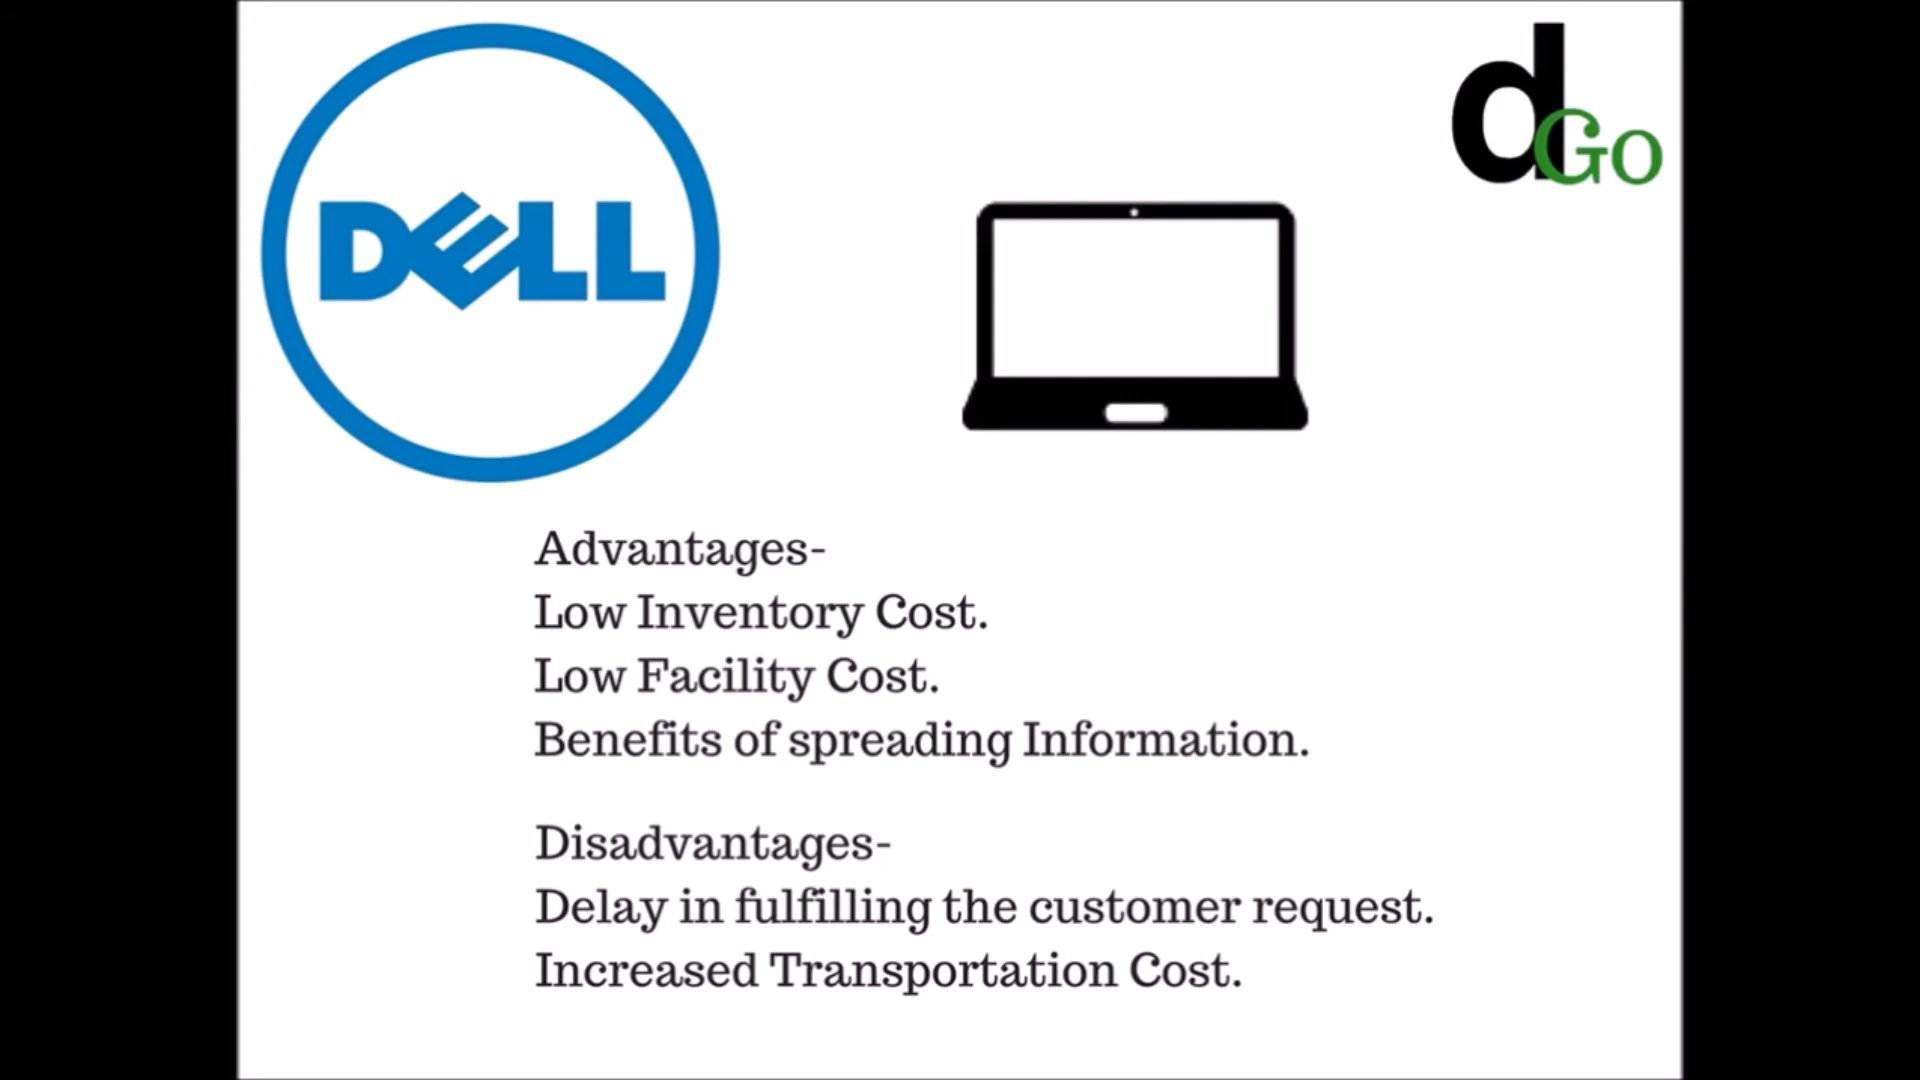 DELL
dGo
Advantages-
Low Inventory Cost.
Low Facility Cost.
Benefits of spreading Information.
Disadvantages-
Delay in fulfilling the customer request.
Increased Transportation Cost.